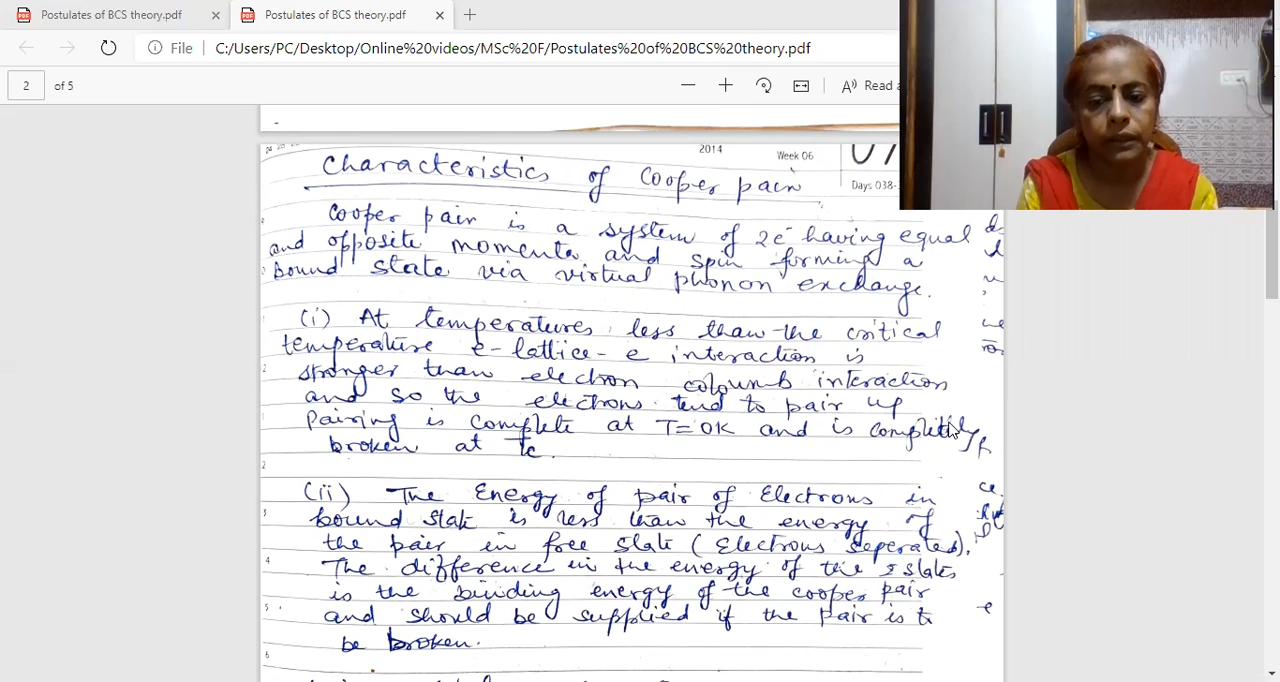 Postulates of BCS theory.pdf
Postulates of BCS theory.pdf
File
C:/Users/PC/Desktop/Online%20videos/MSc%20F/Postulates%20of%20BCS%20theory.pdf
2 of 5
Read
2014
Week 06
07
Days 038-
Characteristics of Cooper pair
Cooper pair is a system of 2e⁻ having equal
and opposite momenta and spin forming a
bound state via virtual phonon exchange.
(i) At temperatures less than the critical
temperature e-lattice-e interaction is
stronger than electron coloumb interaction
and so the electrons tend to pair up
Pairing is complete at T=0K and is completely
broken at Tc.
(ii) The Energy of pair of Electrons in
bound state is less than the energy of
the pair in free state (Electrons seperated).
The difference in the energy of the 2 states
is the binding energy of the cooper pair
and should be supplied if the pair is to
be broken.